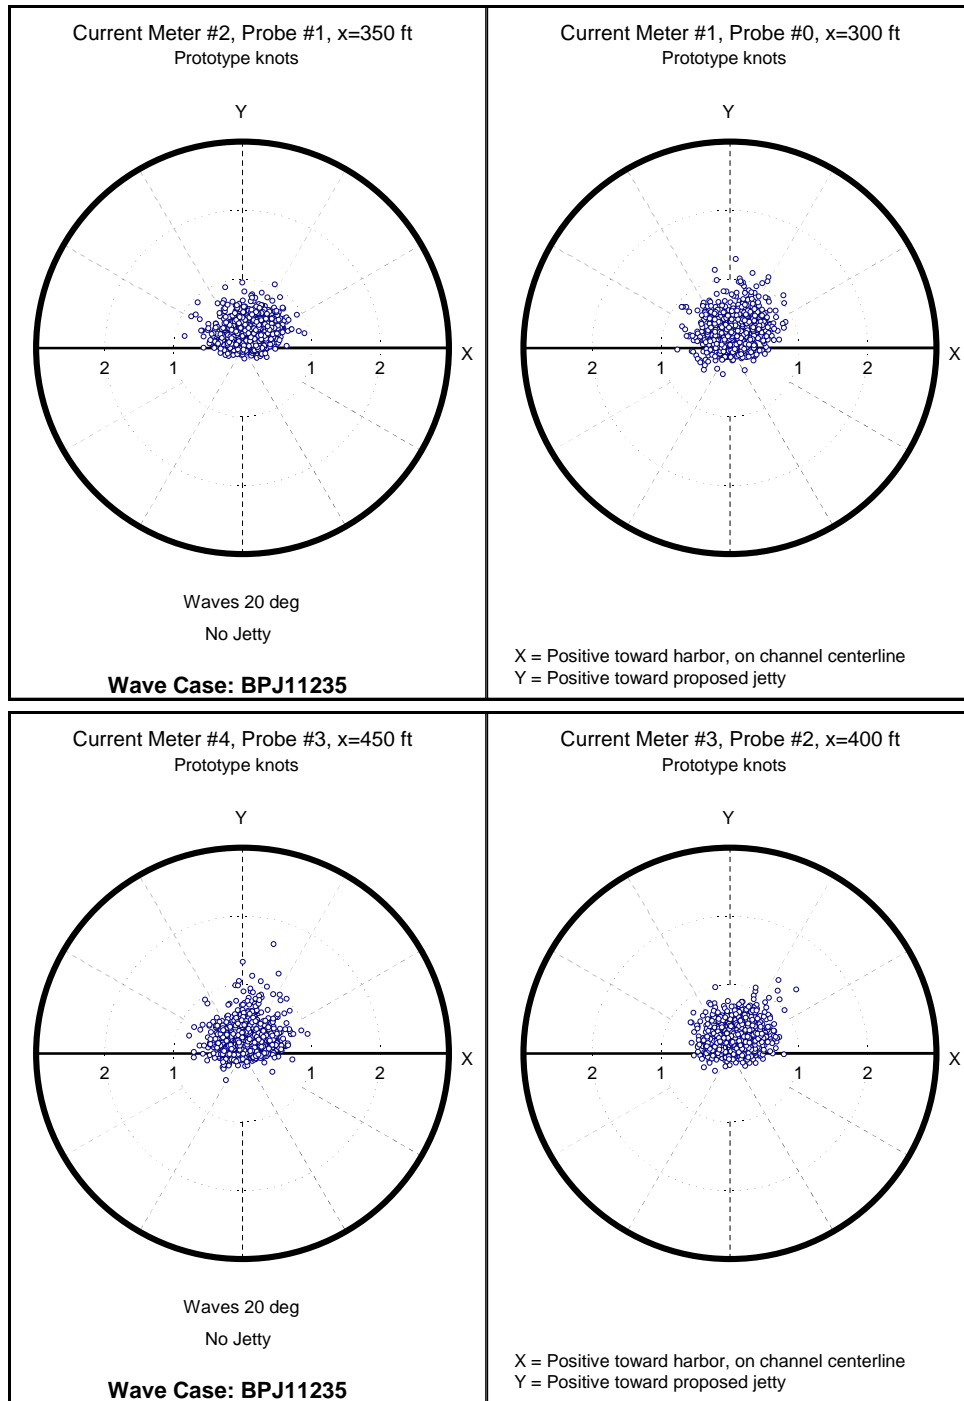 Current Meter #2, Probe #1, x=350 ft
Prototype knots
Y
X
2 1 1 2
Waves 20 deg
No Jetty
Wave Case: BPJ11235
Current Meter #1, Probe #0, x=300 ft
Prototype knots
Y
X
2 1 1 2
X = Positive toward harbor, on channel centerline
Y = Positive toward proposed jetty
Current Meter #4, Probe #3, x=450 ft
Prototype knots
Y
X
2 1 1 2
Waves 20 deg
No Jetty
Wave Case: BPJ11235
Current Meter #3, Probe #2, x=400 ft
Prototype knots
Y
X
2 1 1 2
X = Positive toward harbor, on channel centerline
Y = Positive toward proposed jetty